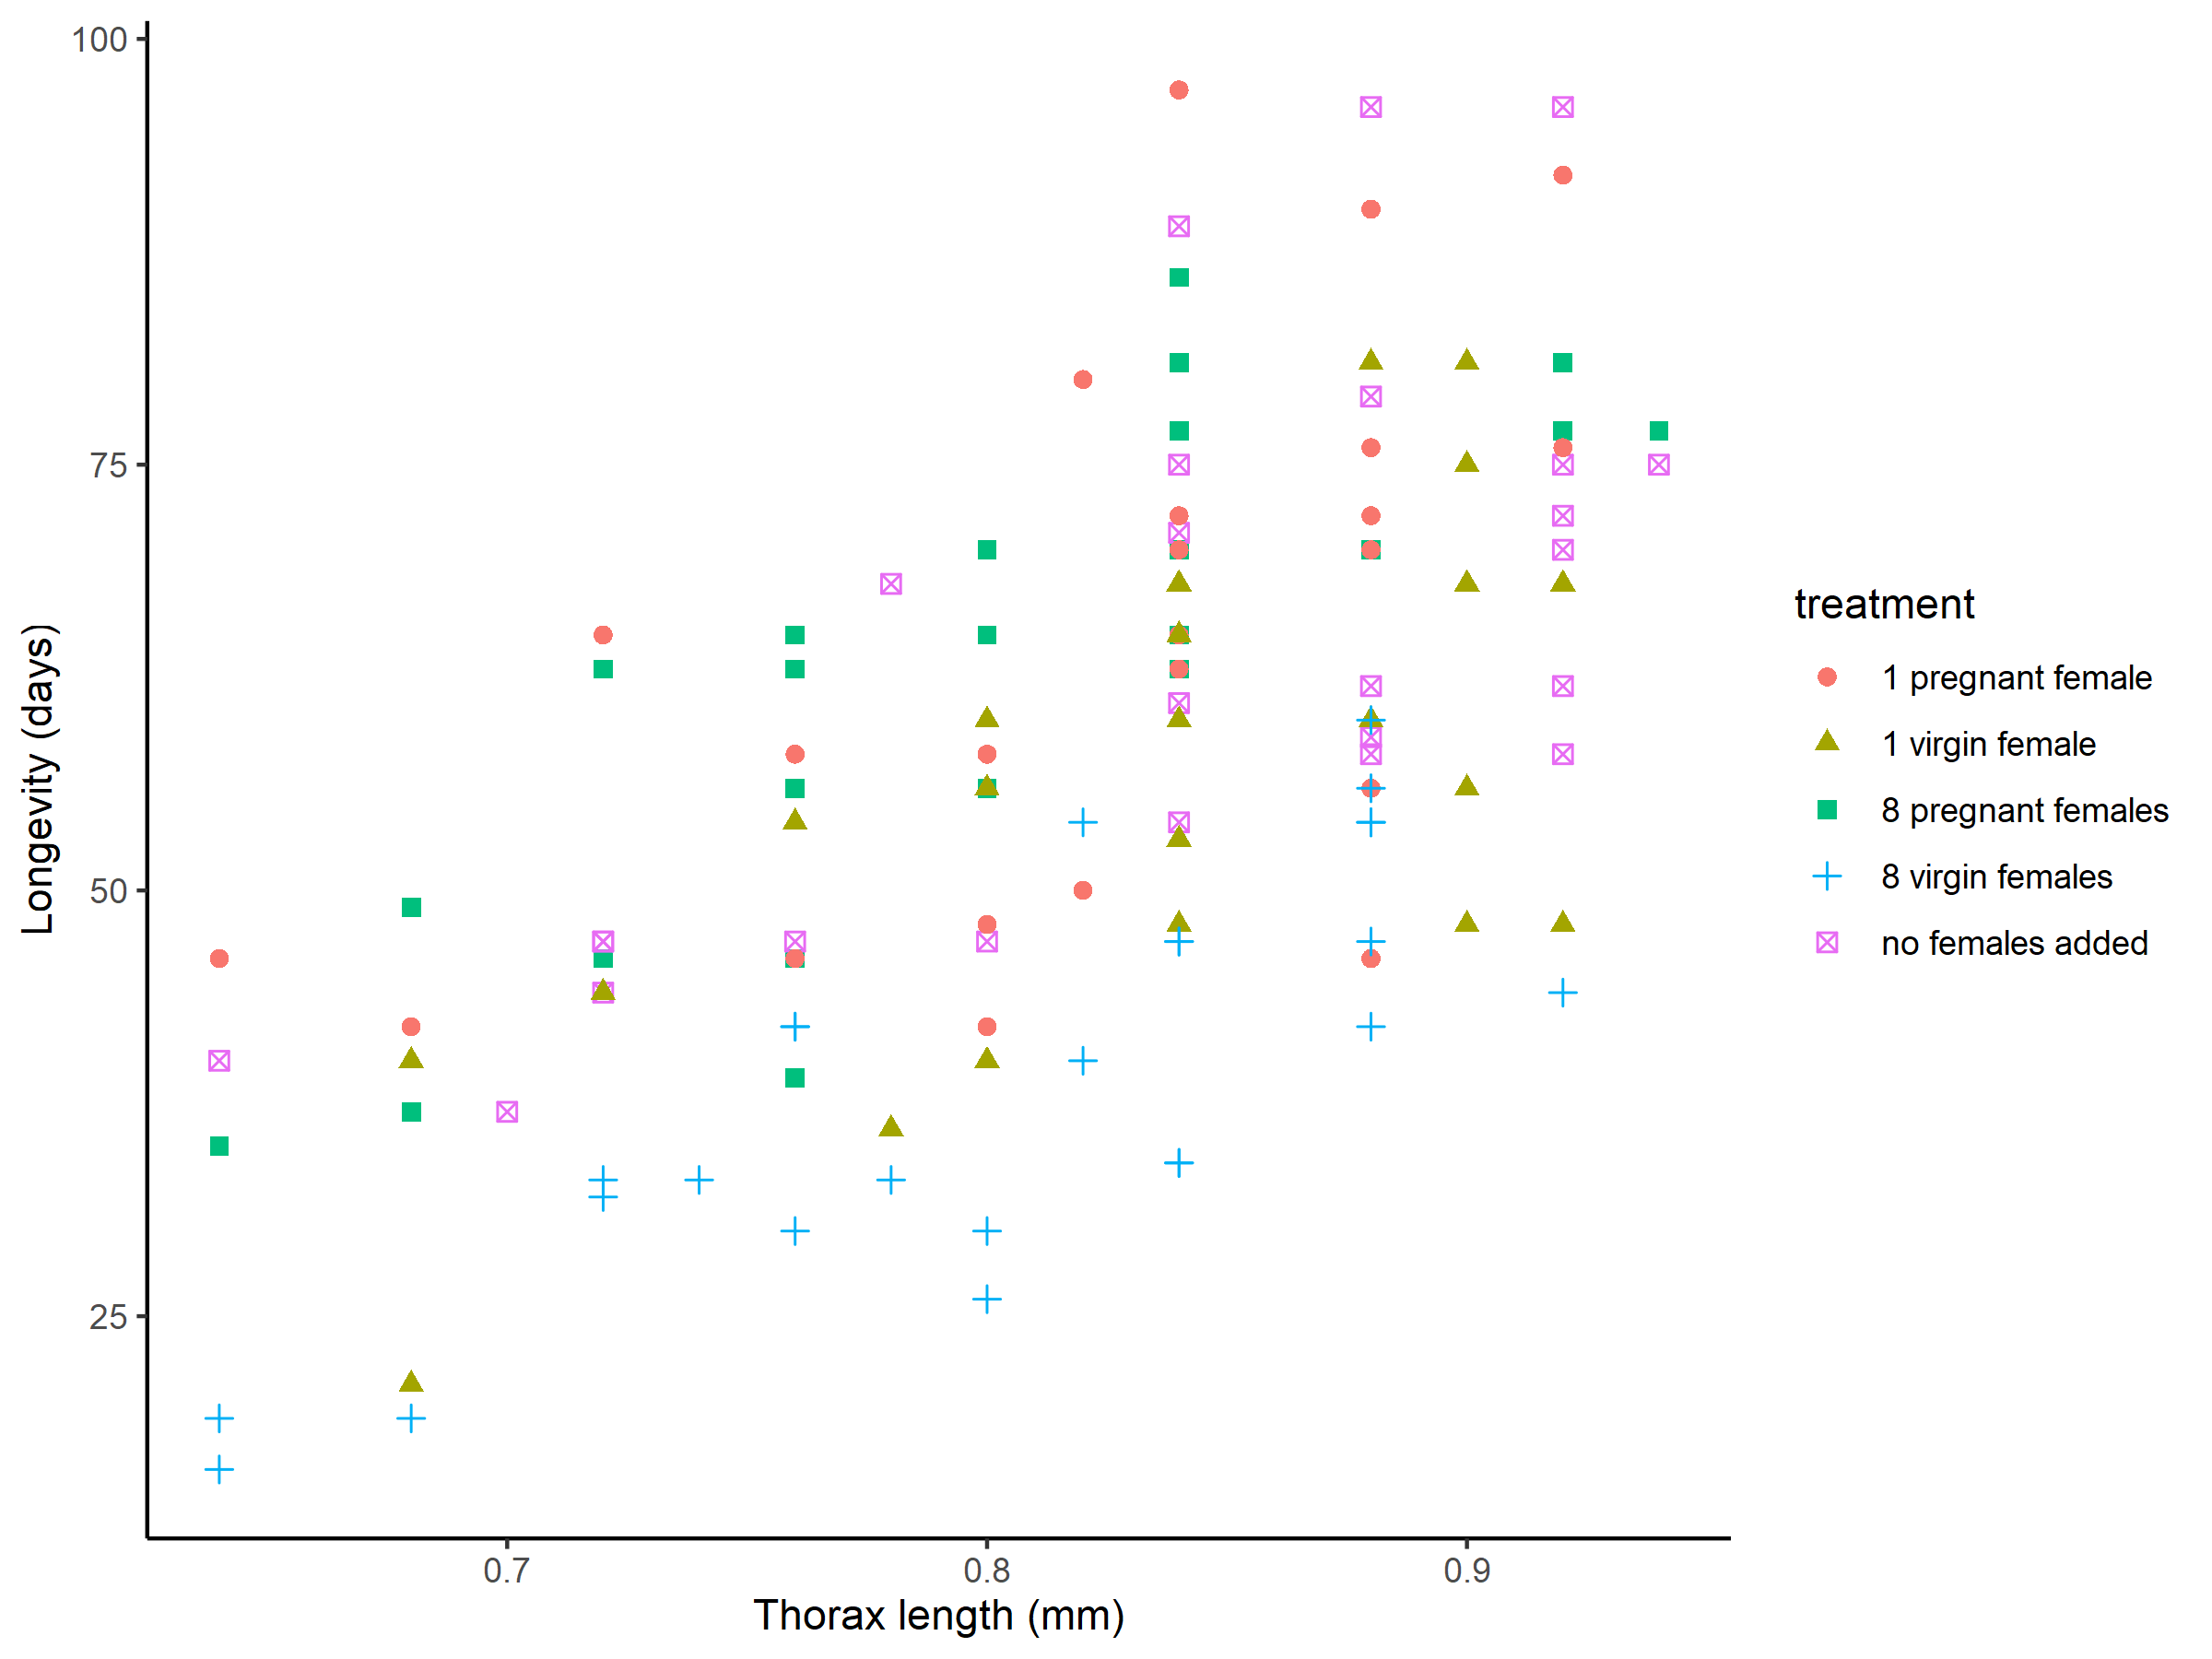 Longevity (days)
100
75
50
25
0.7
0.8
0.9
Thorax length (mm)
treatment
1 pregnant female
1 virgin female
8 pregnant females
8 virgin females
no females added